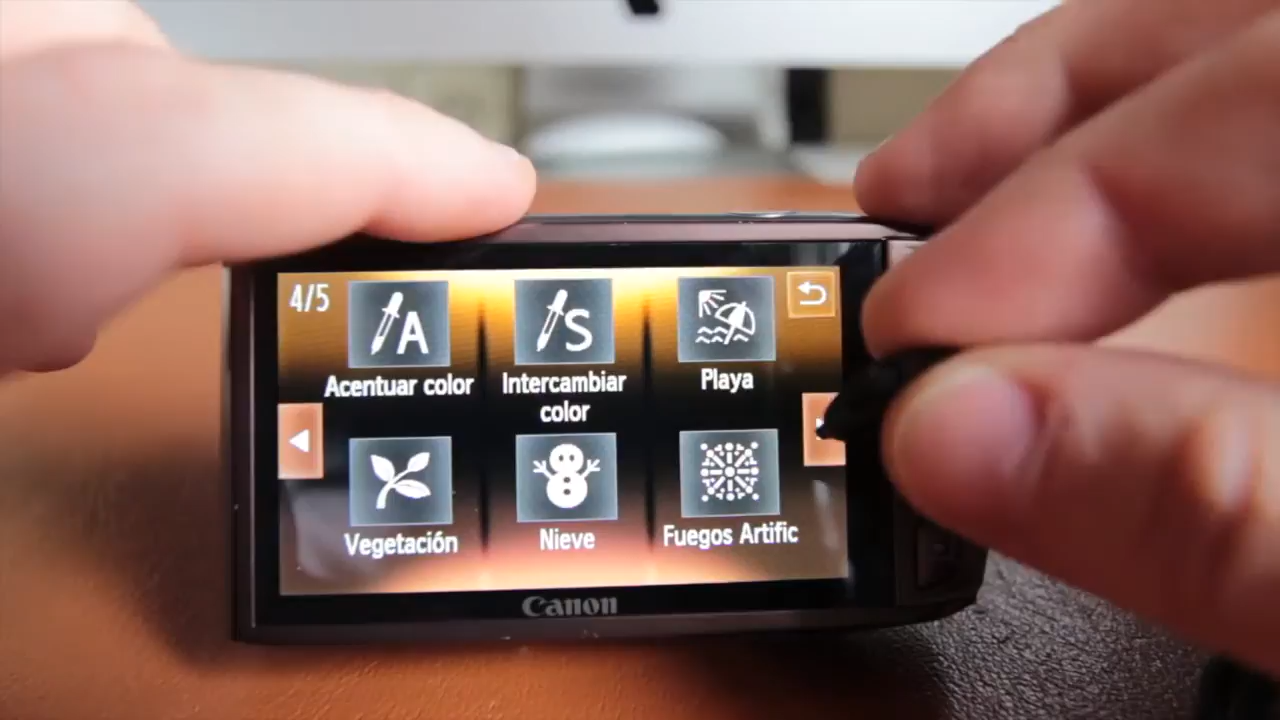 4/5
A
S
Acentuar color
Intercambiar
color
Playa
Vegetación
Nieve
Fuegos Artific
Canon